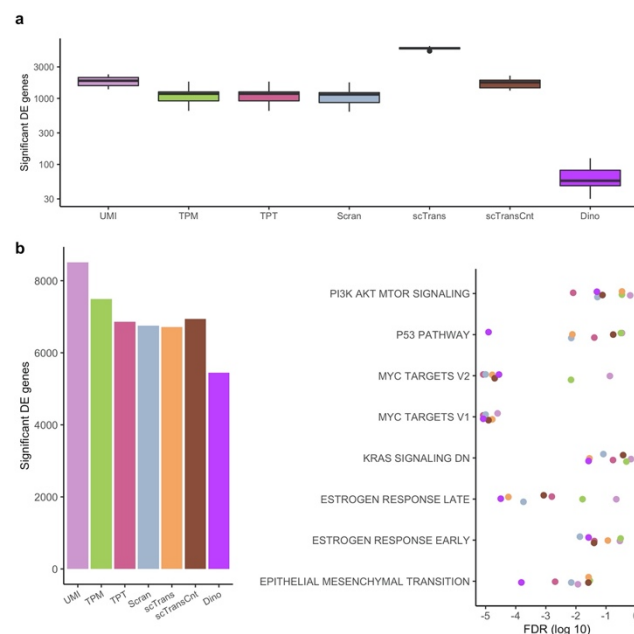 a
Significant DE genes
3000
1000
300
100
30
UMI TPM TPT Scran scTrans scTransCnt Dino
b
Significant DE genes
8000
6000
4000
2000
0
UMI TPM TPT Scran scTrans scTransCnt Dino
PI3K AKT MTOR SIGNALING
P53 PATHWAY
MYC TARGETS V2
MYC TARGETS V1
KRAS SIGNALING DN
ESTROGEN RESPONSE LATE
ESTROGEN RESPONSE EARLY
EPITHELIAL MESENCHYMAL TRANSITION
-5 -4 -3 -2 -1 0
FDR (log 10)